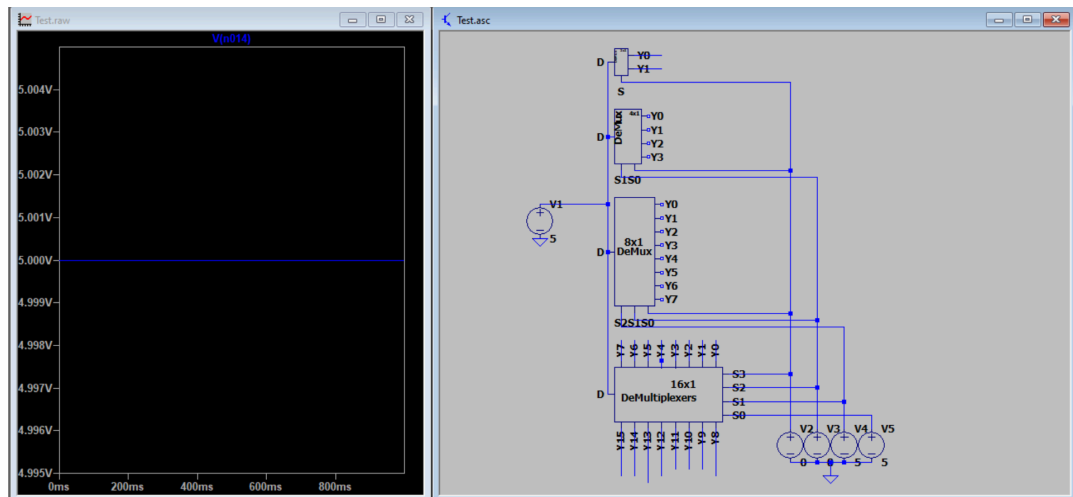 Test.raw
V(n014)
5.004V
5.003V
5.002V
5.001V
5.000V
4.999V
4.998V
4.997V
4.996V
4.995V
0ms 200ms 400ms 600ms 800ms
Test.asc
D Y0
Y1
S
4x1
DeMux
D
Y0
Y1
Y2
Y3
S1S0
V1
5
8x1
DeMux
D
Y0
Y1
Y2
Y3
Y4
Y5
Y6
Y7
S2S1S0
Y7 Y6 Y5 Y4 Y3 Y2 Y1 Y0
16x1
DeMultiplexers
D
S3
S2
S1
S0
Y15 Y14 Y13 Y12 Y11 Y10 Y9 Y8
V2 V3 V4 V5
0 5 5